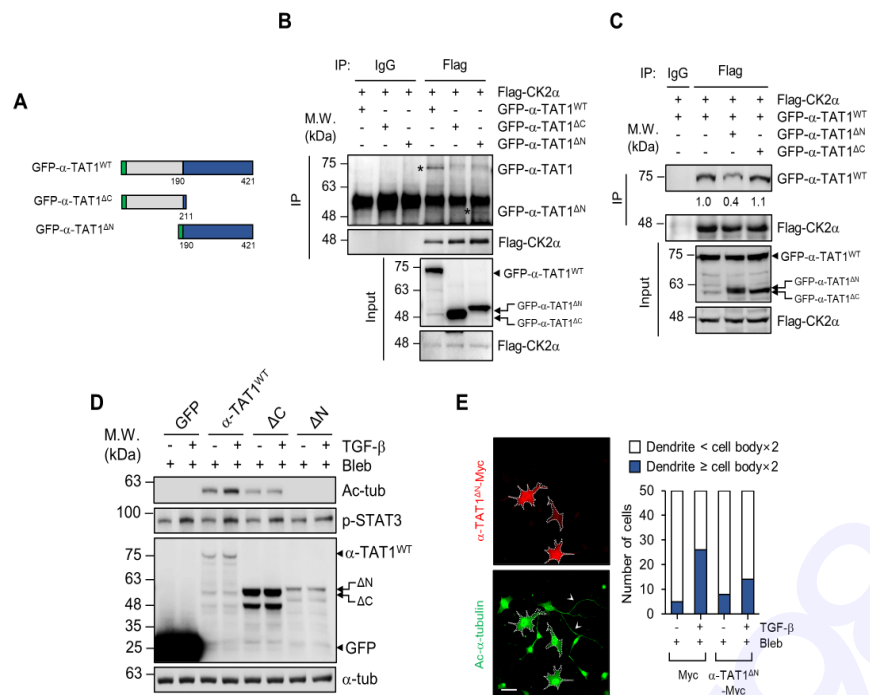 A
GFP-α-TAT1WT
190
421
GFP-α-TAT1ΔC
211
GFP-α-TAT1ΔN
190
421
B
IP: IgG Flag
+ + + + + + Flag-CK2α
+ + GFP-α-TAT1WT
+ + GFP-α-TAT1ΔC
+ + GFP-α-TAT1ΔN
M.W.
(kDa)
IP
75
63
48
*
*
GFP-α-TAT1
GFP-α-TAT1ΔN
48
Flag-CK2α
Input
75
63
48
GFP-α-TAT1WT
GFP-α-TAT1ΔN
GFP-α-TAT1ΔC
48
Flag-CK2α
C
IP: IgG Flag
+ + + + Flag-CK2α
+ + + + GFP-α-TAT1WT
+ GFP-α-TAT1ΔN
+ GFP-α-TAT1ΔC
M.W.
(kDa)
IP
75
63
GFP-α-TAT1WT
1.0 0.4 1.1
48
Flag-CK2α
Input
75
63
48
GFP-α-TAT1WT
GFP-α-TAT1ΔN
GFP-α-TAT1ΔC
48
Flag-CK2α
D
GFP α-TAT1WT ΔC ΔN
M.W.
(kDa)
- + - + - + - + TGF-β
+ + + + + + + + Bleb
63
Ac-tub
48
100
p-STAT3
75
63
48
35
25
α-TAT1WT
ΔN
ΔC
GFP
63
α-tub
E
α-TAT1ΔN-Myc
Ac-α-tubulin
Dendrite < cell body×2
Dendrite ≥ cell body×2
Number of cells
50
40
30
20
10
0
- + - + TGF-β
+ + + + Bleb
Myc α-TAT1ΔN
-Myc